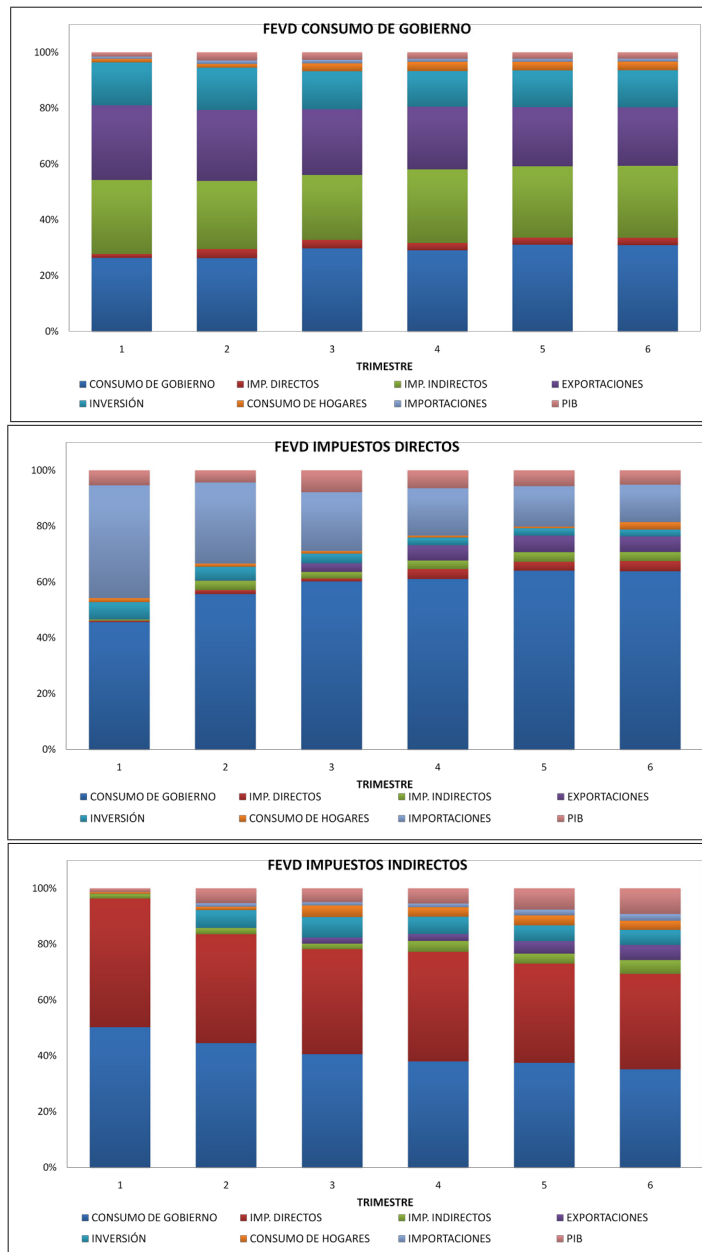 FEVD CONSUMO DE GOBIERNO
100%
80%
60%
40%
20%
0%
1 2 3 4 5 6
TRIMESTRE
CONSUMO DE GOBIERNO IMP. DIRECTOS IMP. INDIRECTOS EXPORTACIONES
INVERSIÓN CONSUMO DE HOGARES IMPORTACIONES PIB
FEVD IMPUESTOS DIRECTOS
100%
80%
60%
40%
20%
0%
1 2 3 4 5 6
TRIMESTRE
CONSUMO DE GOBIERNO IMP. DIRECTOS IMP. INDIRECTOS EXPORTACIONES
INVERSIÓN CONSUMO DE HOGARES IMPORTACIONES PIB
FEVD IMPUESTOS INDIRECTOS
100%
80%
60%
40%
20%
0%
1 2 3 4 5 6
TRIMESTRE
CONSUMO DE GOBIERNO IMP. DIRECTOS IMP. INDIRECTOS EXPORTACIONES
INVERSIÓN CONSUMO DE HOGARES IMPORTACIONES PIB